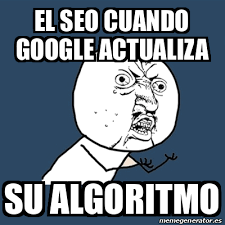 EL SEO CUANDO
GOOGLE ACTUALIZA
SU ALGORITMO
memegenerator.es